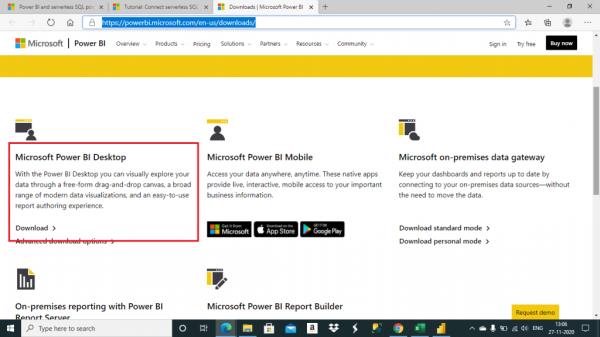 Power BI and serverless SQL po
Tutorial: Connect serverless SQL
Downloads | Microsoft Power BI
https://powerbi.microsoft.com/en-us/downloads/
Microsoft | Power BI Overview Products Pricing Solutions Partners Resources Sign in Try free Buy now
Microsoft Power BI Desktop
With the Power BI Desktop you can visually explore your
data through a free-form drag-and-drop canvas, a broad
range of modern data visualizations, and an easy-to-use
report authoring experience.
Download
Advanced download options
Microsoft Power BI Mobile
Access your data anywhere, anytime. These native apps
provide live, interactive, mobile access to your important
business information.
Get it from Microsoft
Download on the App Store
GET IT ON Google Play
Microsoft on-premises data gateway
Keep your dashboards and reports up to date by
connecting to your on-premises data sources—without
the need to move the data.
Download standard mode
Download personal mode
On-premises reporting with Power BI
Report Server
Microsoft Power BI Report Builder
Request demo
Type here to search
ENG
13:06
27-11-2020